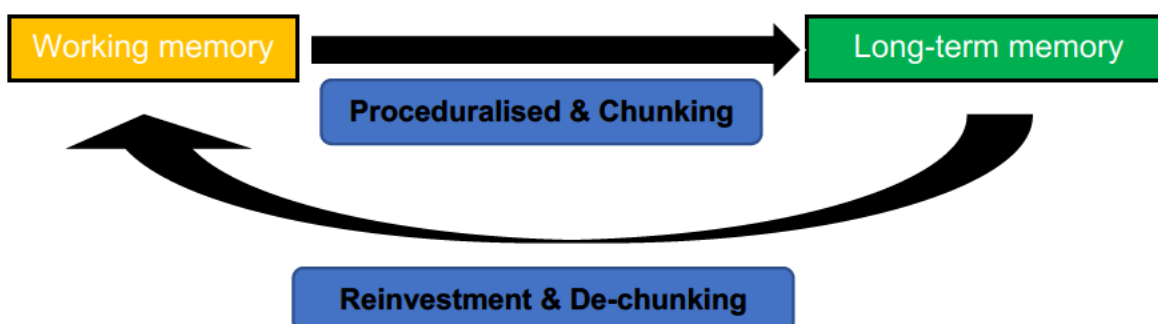 Working memory
Long-term memory
Proceduralised & Chunking
Reinvestment & De-chunking